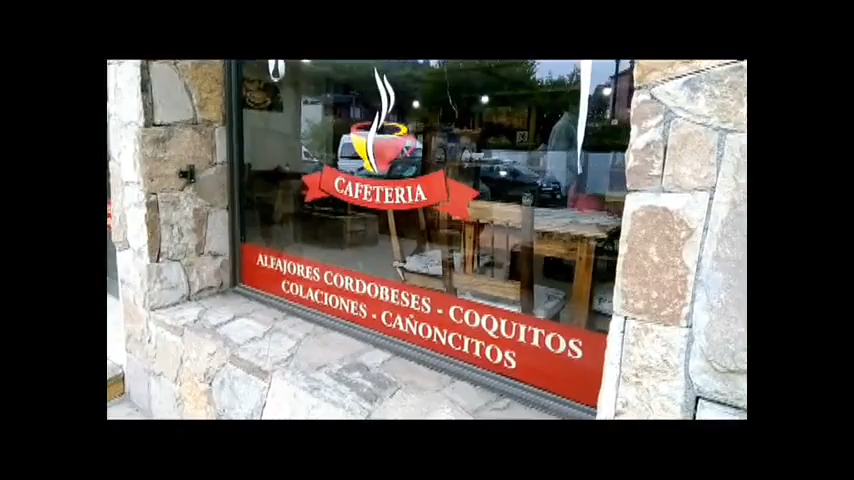 CAFETERIA
ALFAJORES CORDOBESES - COQUITOS
COLACIONES - CAÑONCITOS